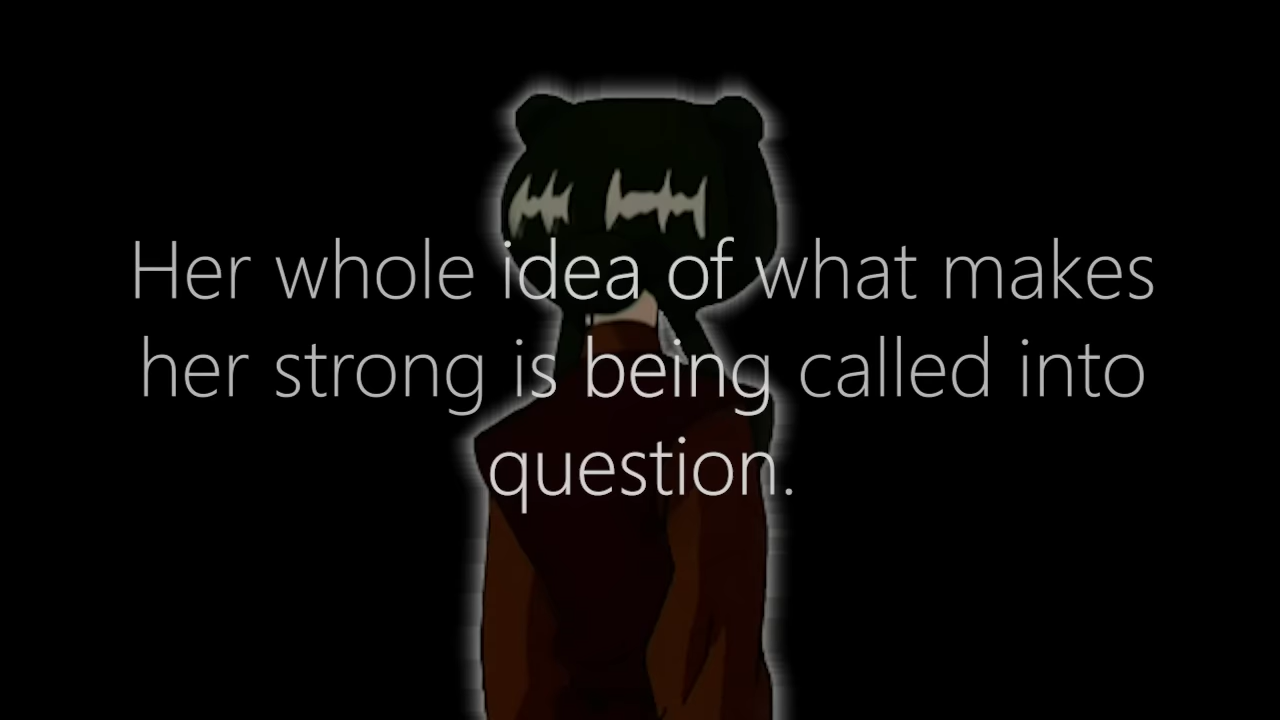 Her whole idea of what makes
her strong is being called into
question.